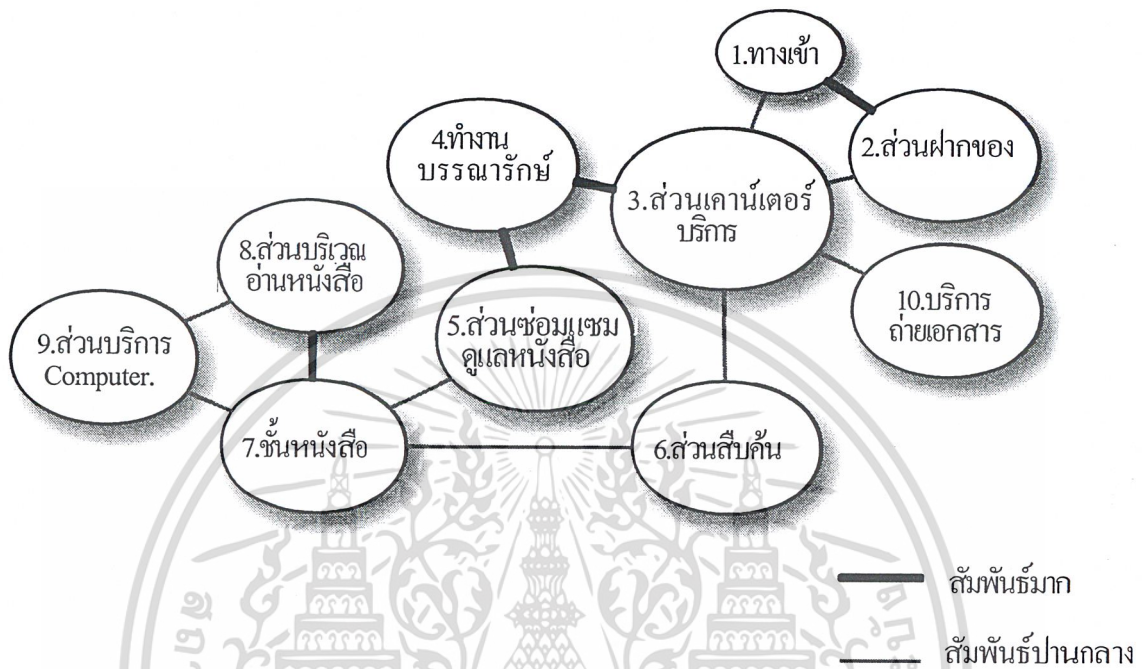 1.ทางเข้า
2.ส่วนฝากของ
4.ทำงาน
บรรณารักษ์
3.ส่วนเคาน์เตอร์
บริการ
8.ส่วนบริเวณ
อ่านหนังสือ
5.ส่วนซ่อมแซม
ดูแลหนังสือ
10.บริการ
ถ่ายเอกสาร
9.ส่วนบริการ
Computer.
7.ชั้นหนังสือ
6.ส่วนสืบค้น
สัมพันธ์มาก
สัมพันธ์ปานกลาง